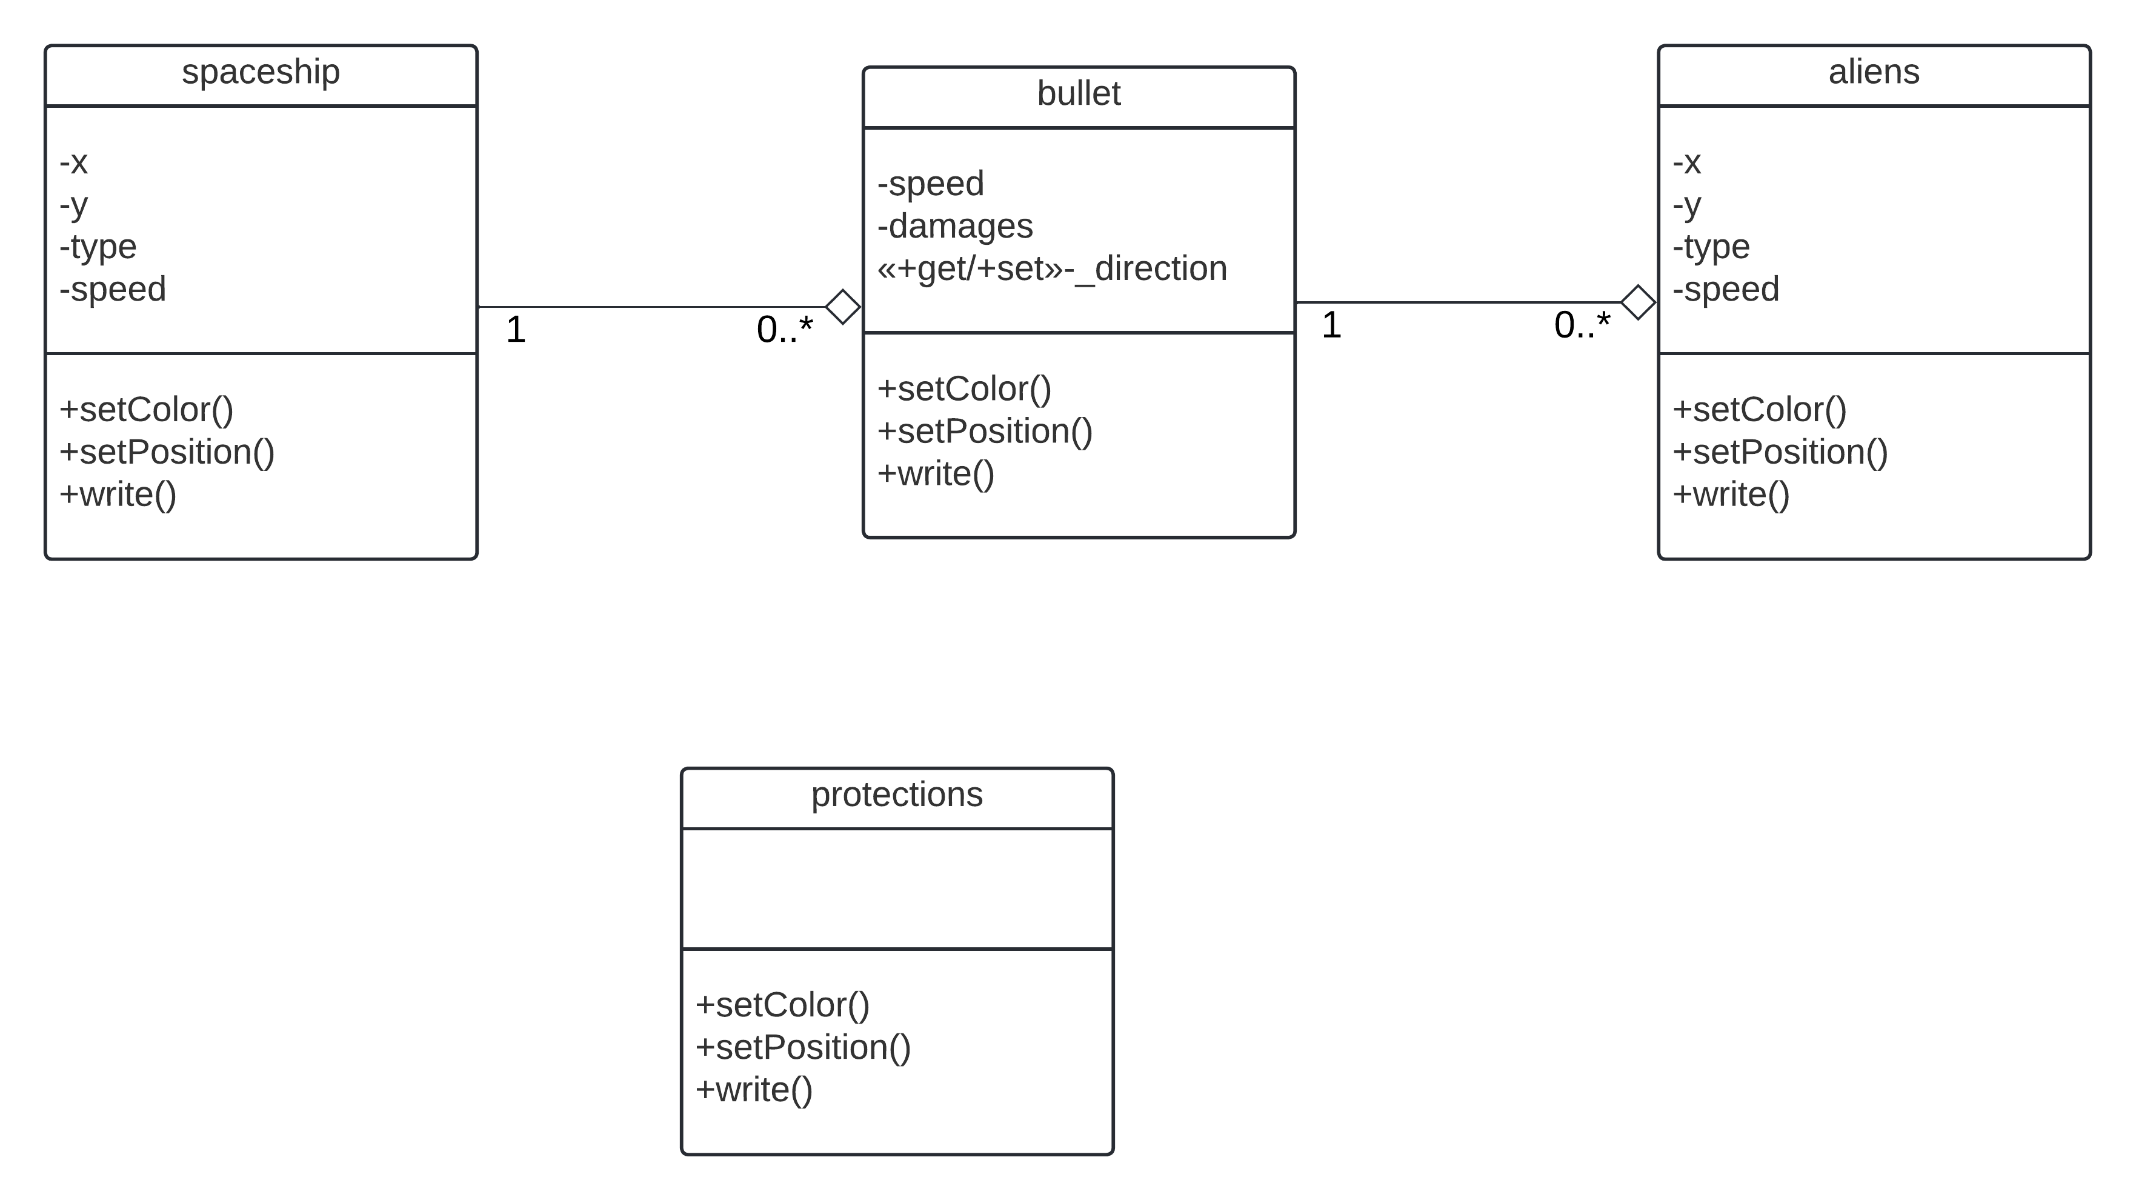 spaceship
-x
-y
-type
-speed
+setColor()
+setPosition()
+write()
1
0..*
bullet
-speed
-damages
«+get/+set»-_direction
+setColor()
+setPosition()
+write()
1
0..*
aliens
-x
-y
-type
-speed
+setColor()
+setPosition()
+write()
protections
+setColor()
+setPosition()
+write()